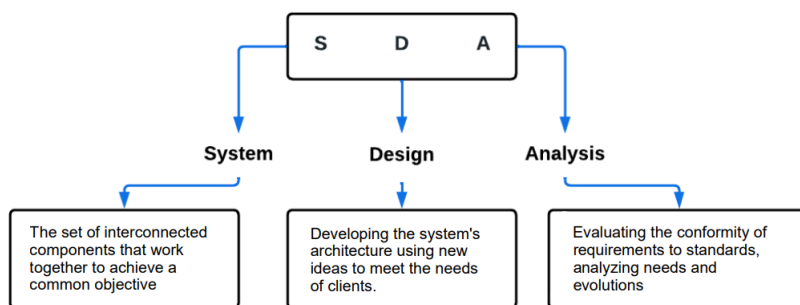 S D A
System Design Analysis
The set of interconnected
components that work
together to achieve a
common objective
Developing the system's
architecture using new
ideas to meet the needs
of clients.
Evaluating the conformity of
requirements to standards,
analyzing needs and
evolutions